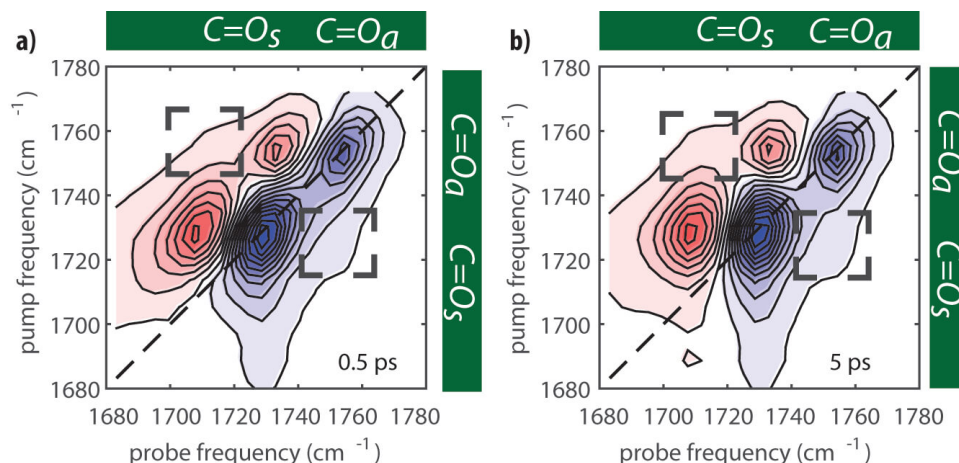 a)
C=Os C=Oa
1780
1760
1740
1720
1700
1680
pump frequency (cm -1)
1680 1700 1720 1740 1760 1780
probe frequency (cm -1)
0.5 ps
C=Oa
C=Os
b)
C=Os C=Oa
1780
1760
1740
1720
1700
1680
pump frequency (cm -1)
1680 1700 1720 1740 1760 1780
probe frequency (cm -1)
5 ps
C=Oa
C=Os